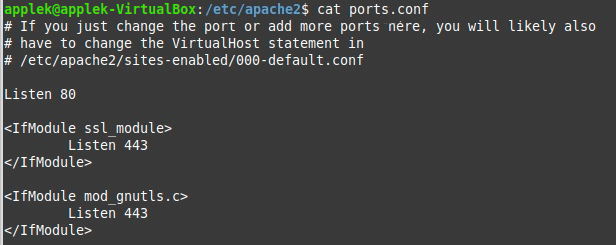 applek@applek-VirtualBox:/etc/apache2$ cat ports.conf
# If you just change the port or add more ports nere, you will likely also
# have to change the VirtualHost statement in
# /etc/apache2/sites-enabled/000-default.conf
Listen 80
<IfModule ssl_module>
Listen 443
</IfModule>
<IfModule mod_gnutls.c>
Listen 443
</IfModule>